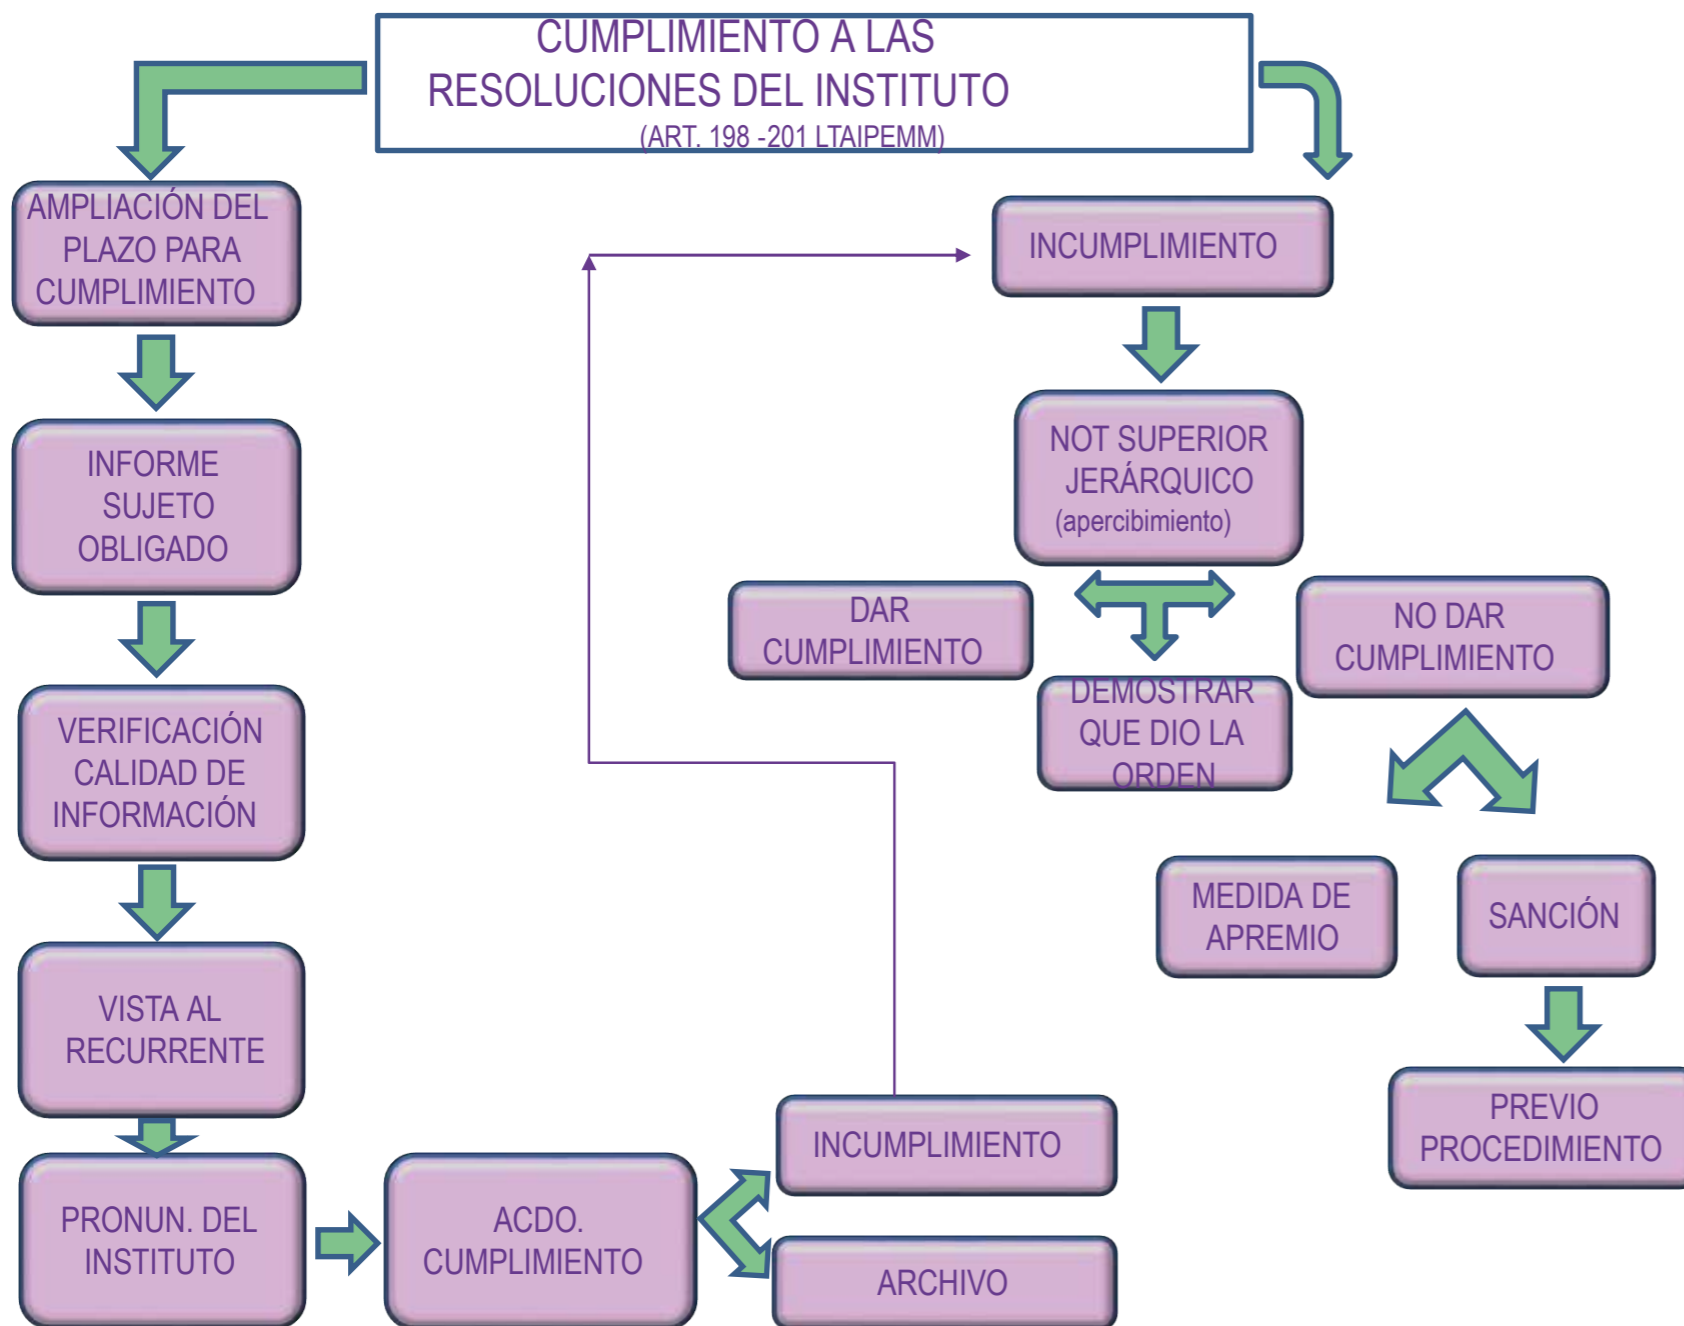 CUMPLIMIENTO A LAS
RESOLUCIONES DEL INSTITUTO
(ART. 198 -201 LTAIPEMM)
AMPLIACIÓN DEL
PLAZO PARA
CUMPLIMIENTO
INFORME
SUJETO
OBLIGADO
VERIFICACIÓN
CALIDAD DE
INFORMACIÓN
VISTA AL
RECURRENTE
PRONUN. DEL
INSTITUTO
ACDO.
CUMPLIMIENTO
INCUMPLIMIENTO
ARCHIVO
INCUMPLIMIENTO
NOT SUPERIOR
JERÁRQUICO
(apercibimiento)
DAR
CUMPLIMIENTO
DEMOSTRAR
QUE DIO LA
ORDEN
NO DAR
CUMPLIMIENTO
MEDIDA DE
APREMIO
SANCIÓN
PREVIO
PROCEDIMIENTO